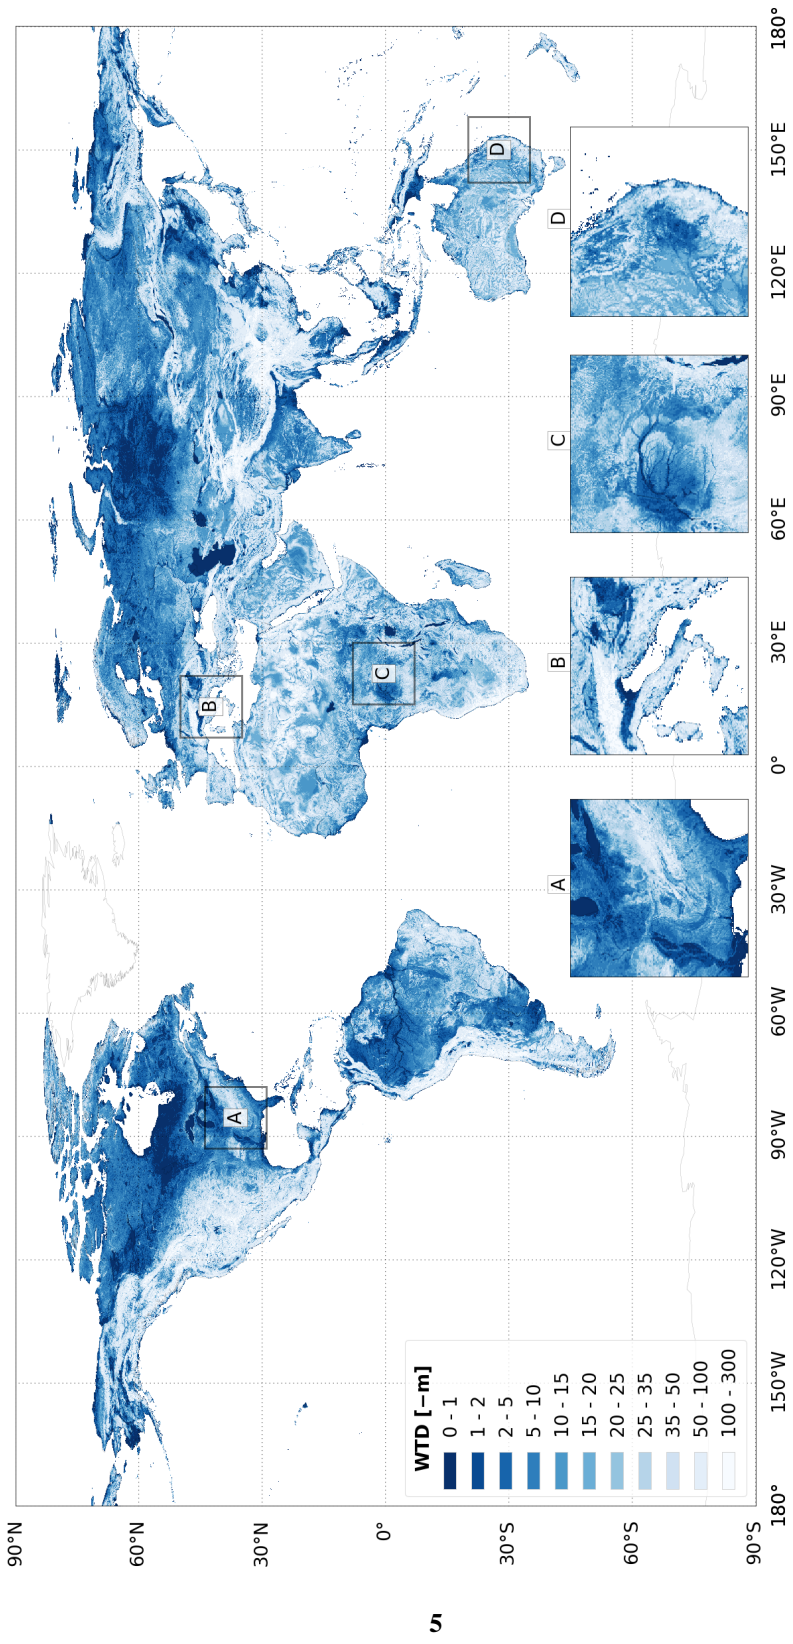 90°N
60°N
30°N
0°
30°S
60°S
90°S
180°
150°W
120°W
90°W
60°W
30°W
0°
30°E
60°E
90°E
120°E
150°E
180°
A
B
C
D
WTD [−m]
0 - 1
1 - 2
2 - 5
5 - 10
10 - 15
15 - 20
20 - 25
25 - 35
35 - 50
50 - 100
100 - 300
A
B
C
D
5